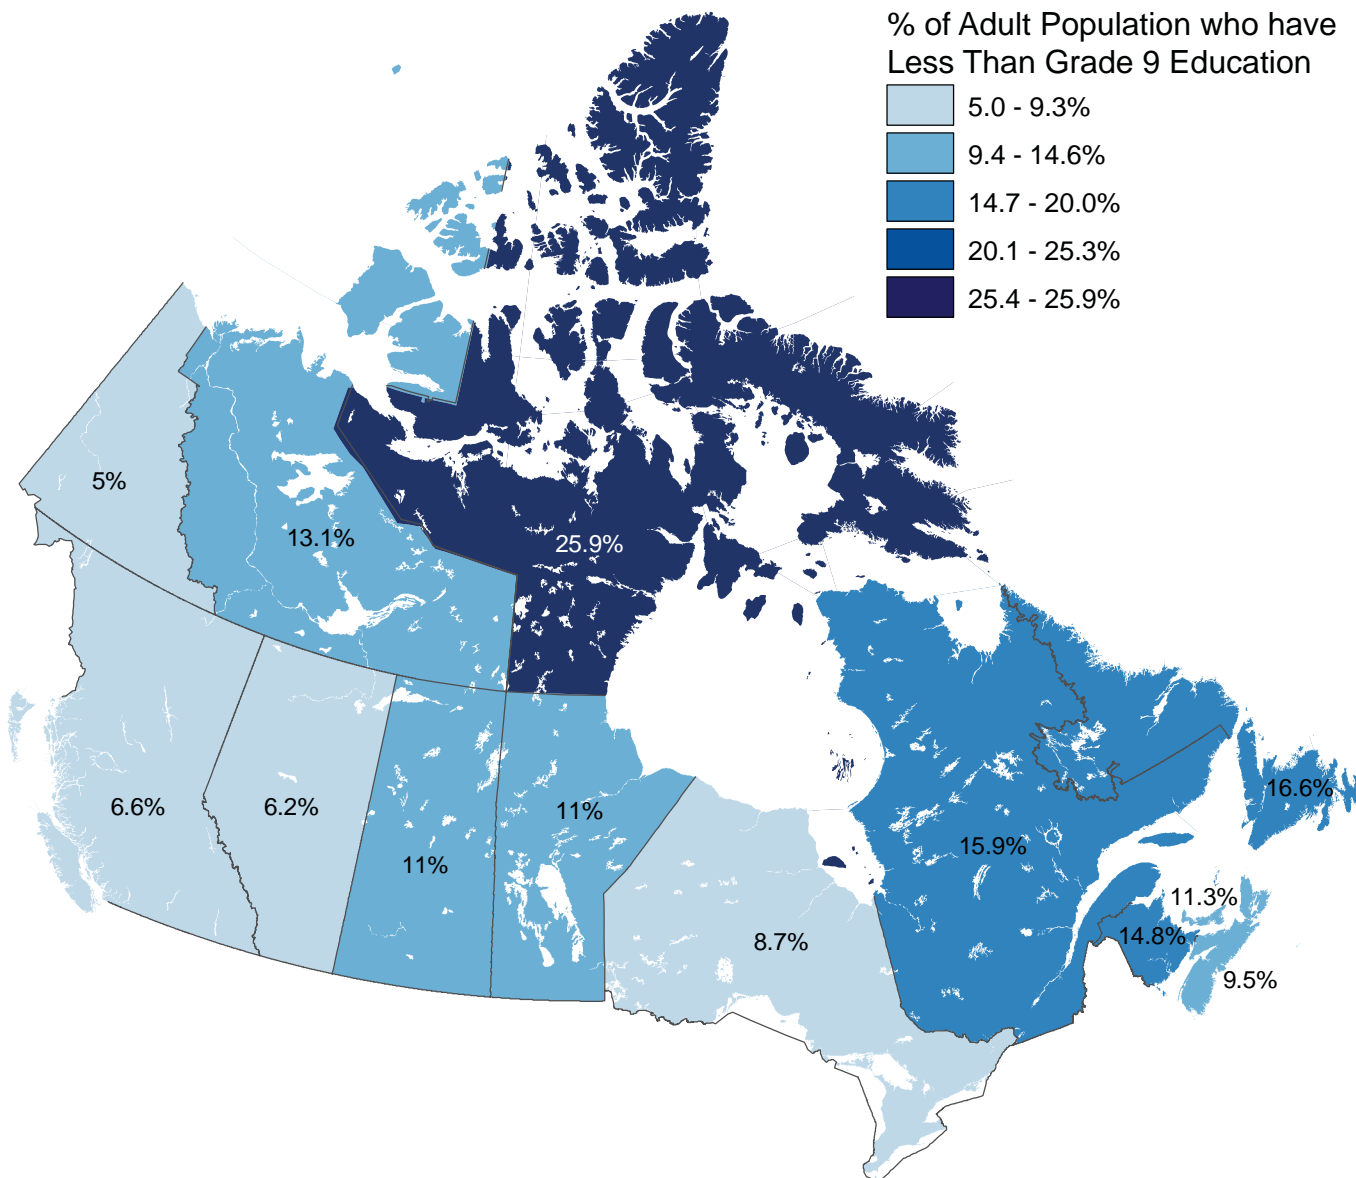 % of Adult Population who have
Less Than Grade 9 Education
5.0 - 9.3%
9.4 - 14.6%
14.7 - 20.0%
20.1 - 25.3%
25.4 - 25.9%
5%
13.1%
25.9%
6.6%
6.2%
11%
11%
16.6%
15.9%
11.3%
8.7%
14.8%
9.5%